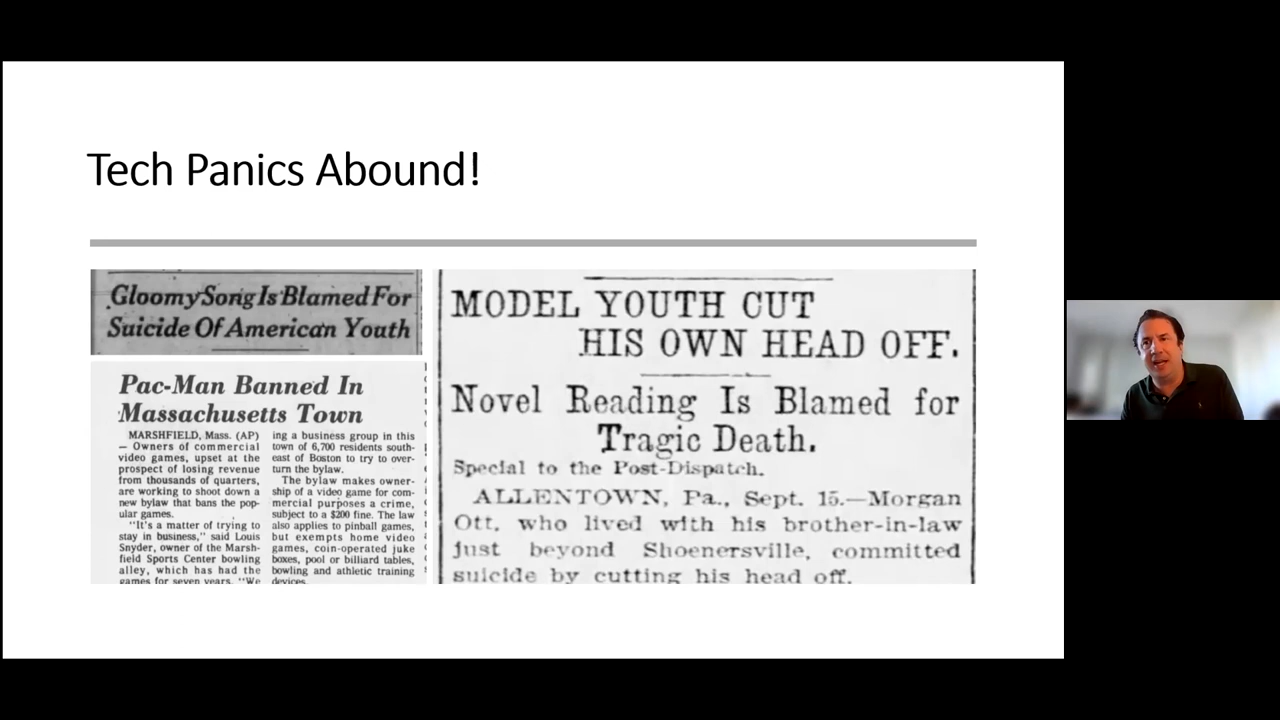 Tech Panics Abound!
Gloomy Song Is Blamed For
Suicide Of American Youth
Pac-Man Banned In
Massachusetts Town
MARSHFIELD, Mass. (AP)
— Owners of commercial
video games, upset at the
prospect of losing revenue
from thousands of quarters,
are working to shoot down a
new bylaw that bans the pop-
ular games.
"It's a matter of trying to
stay in business," said Louis
Snyder, owner of the Marsh-
field Sports Center bowling
alley, which has had the
games for seven years. "We
ing a business group in this
town of 6,700 residents south-
east of Boston to try to over-
turn the bylaw.
The bylaw makes owner-
ship of a video game for com-
mercial purposes a crime,
subject to a $200 fine. The law
also applies to pinball games,
but exempts home video
games, coin-operated juke
boxes, pool or billiard tables,
bowling and athletic training
devices.
MODEL YOUTH CUT
HIS OWN HEAD OFF.
Novel Reading Is Blamed for
Tragic Death.
Special to the Post-Dispatch.
ALLENTOWN, Pa., Sept. 15.—Morgan
Ott, who lived with his brother-in-law
just beyond Shoenersville, committed
suicide by cutting his head off.